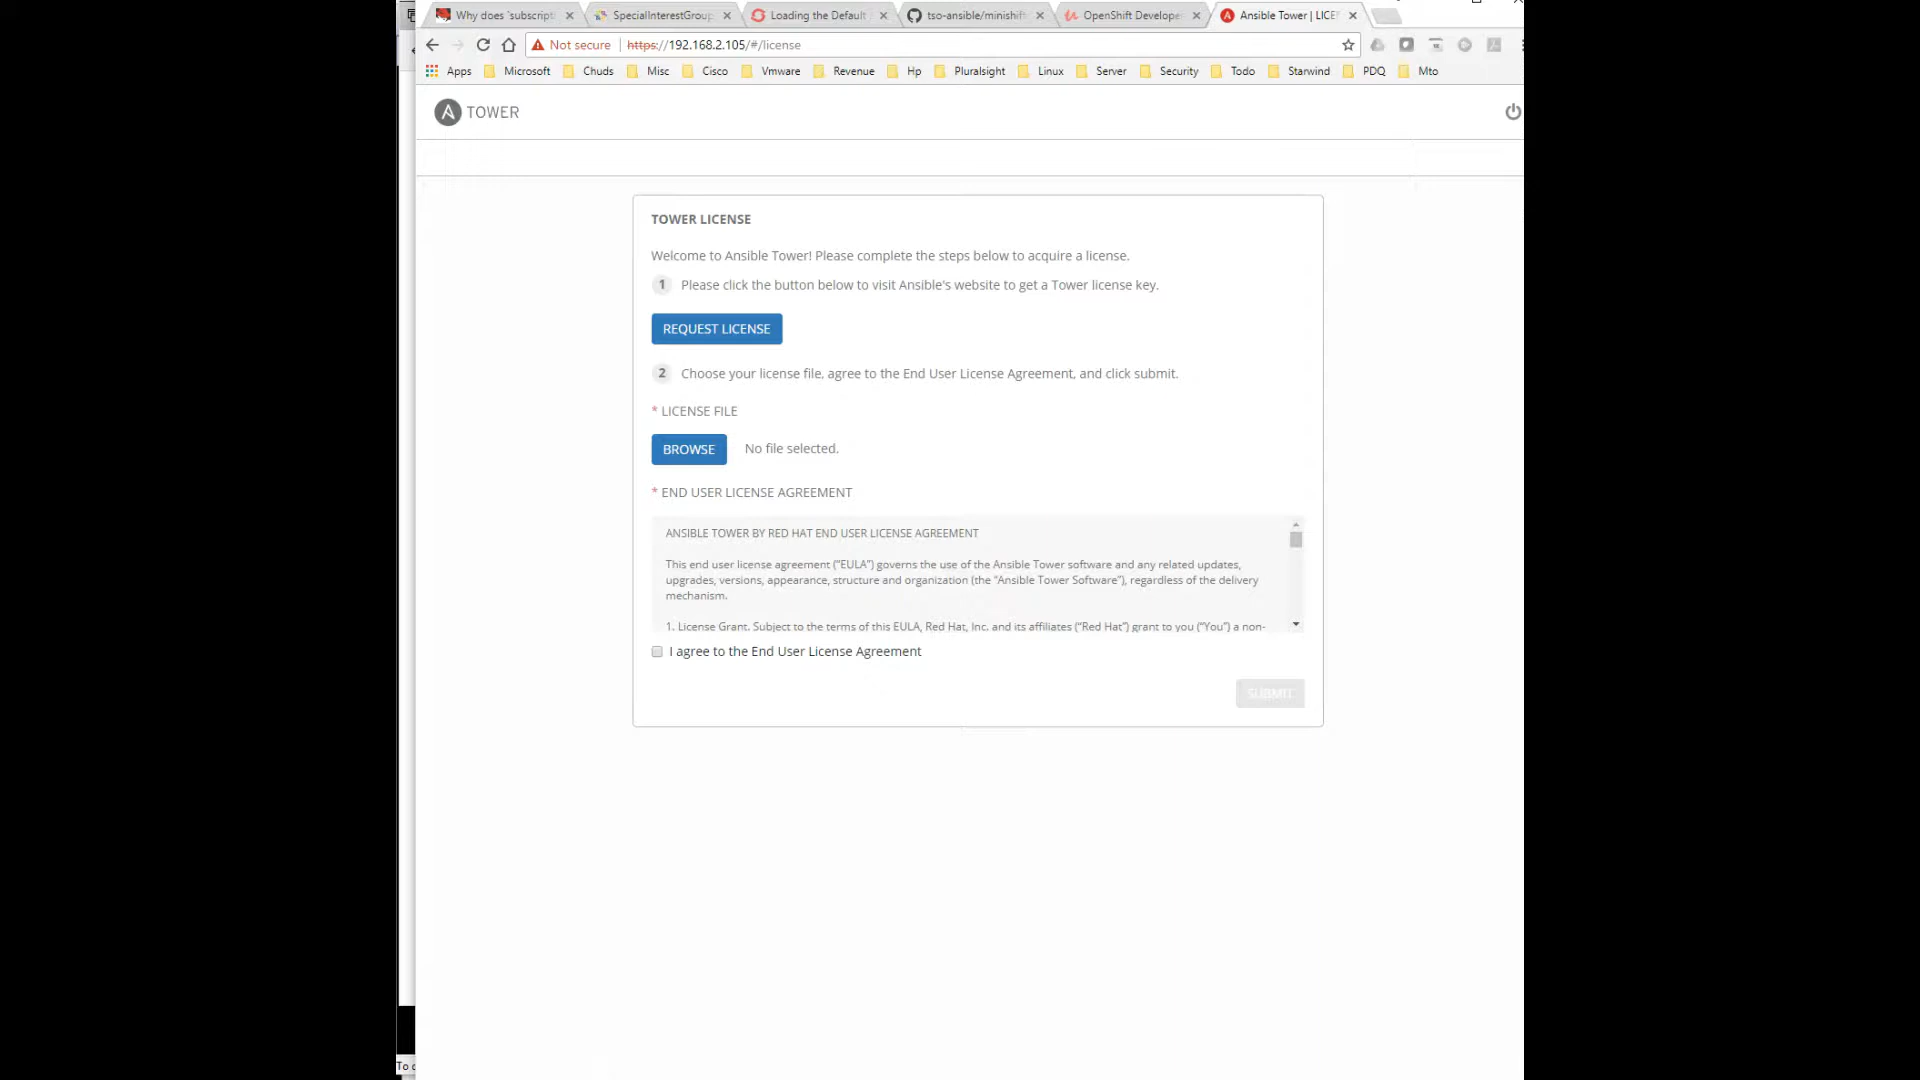 Why does 'subscripti
SpecialInterestGroup
Loading the Default
tso-ansible/minishift
OpenShift Develope
Ansible Tower | LICE
Not secure
https://192.168.2.105/#/license
Apps
Microsoft
Chuds
Misc
Cisco
Vmware
Revenue
Hp
Pluralsight
Linux
Server
Security
Todo
Starwind
PDQ
Mto
A TOWER
TOWER LICENSE
Welcome to Ansible Tower! Please complete the steps below to acquire a license.
1 Please click the button below to visit Ansible's website to get a Tower license key.
REQUEST LICENSE
2 Choose your license file, agree to the End User License Agreement, and click submit.
* LICENSE FILE
BROWSE No file selected.
* END USER LICENSE AGREEMENT
ANSIBLE TOWER BY RED HAT END USER LICENSE AGREEMENT
This end user license agreement (“EULA”) governs the use of the Ansible Tower software and any related updates,
upgrades, versions, appearance, structure and organization (the “Ansible Tower Software”), regardless of the delivery
mechanism.
1. License Grant. Subject to the terms of this EULA, Red Hat, Inc. and its affiliates (“Red Hat”) grant to you (“You”) a non-
I agree to the End User License Agreement
SUBMIT
To